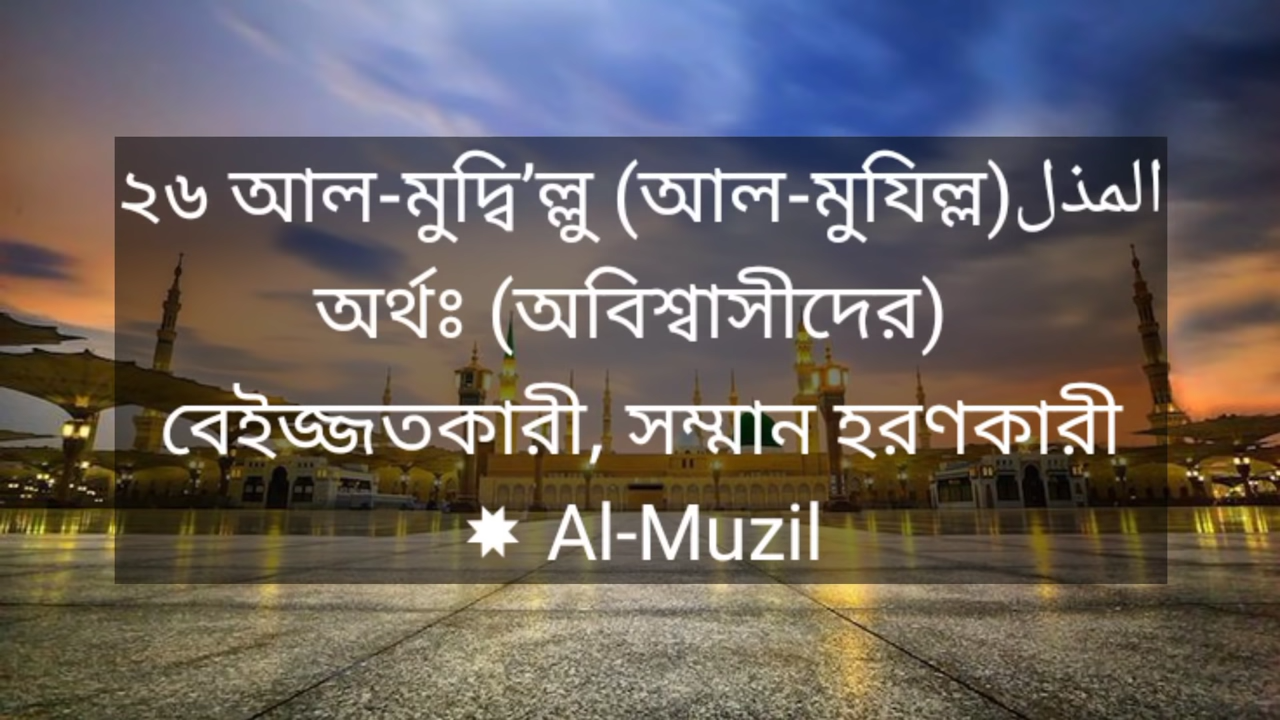 ২৬ আল-মুদ্বি’ল্লু (আল-মুযিল্ল)المذل
অর্থঃ (অবিশ্বাসীদের)
বেইজ্জতকারী, সম্মান হরণকারী
✸ Al-Muzil